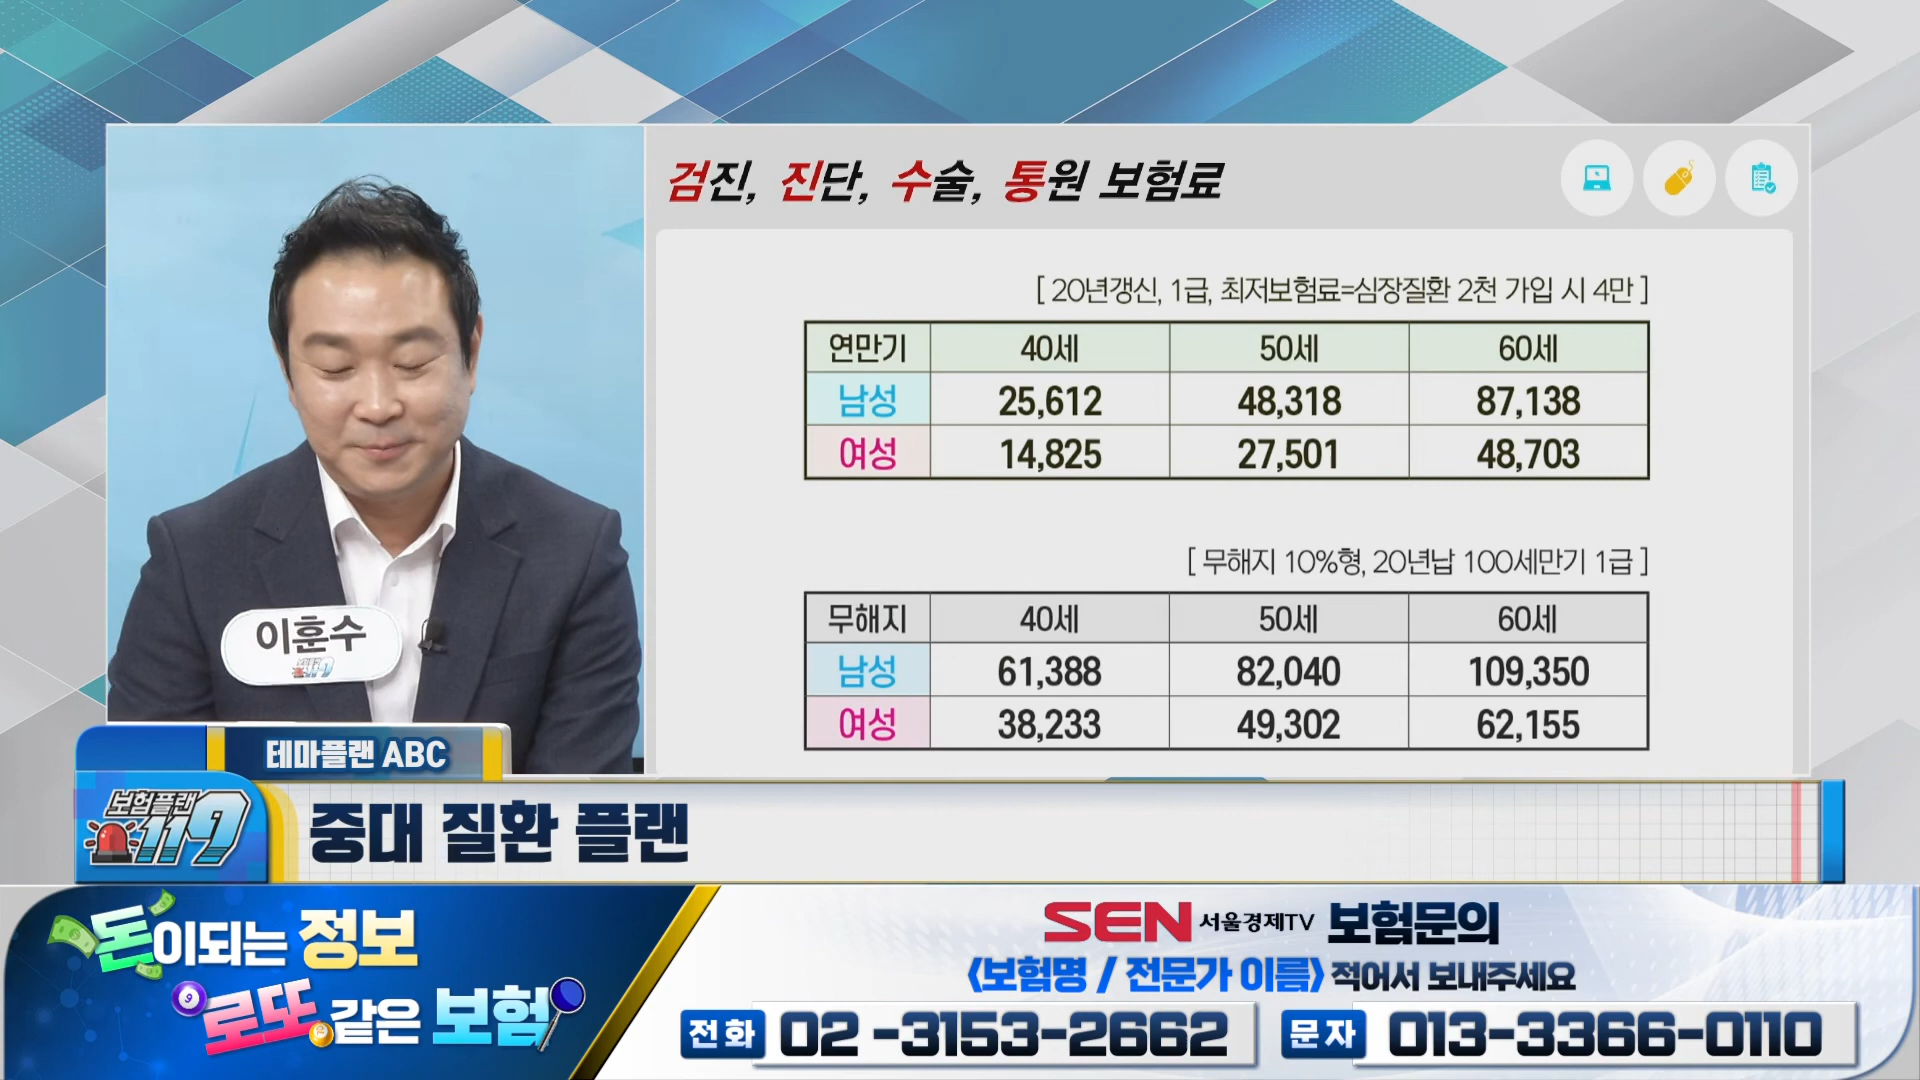 검진, 진단, 수술, 통원 보험료
[ 20년갱신, 1급, 최저보험료=심장질환 2천 가입 시 4만 ]
연만기 40세 50세 60세
남성 25,612 48,318 87,138
여성 14,825 27,501 48,703
[ 무해지 10%형, 20년납 100세만기 1급 ]
무해지 40세 50세 60세
남성 61,388 82,040 109,350
여성 38,233 49,302 62,155
이훈수
테마플랜 ABC
보험플랜 119
중대 질환 플랜
돈이되는 정보
로또 같은 보험
SEN 서울경제TV 보험문의
<보험명 / 전문가 이름> 적어서 보내주세요
전화 02 -3153-2662 문자 013-3366-0110